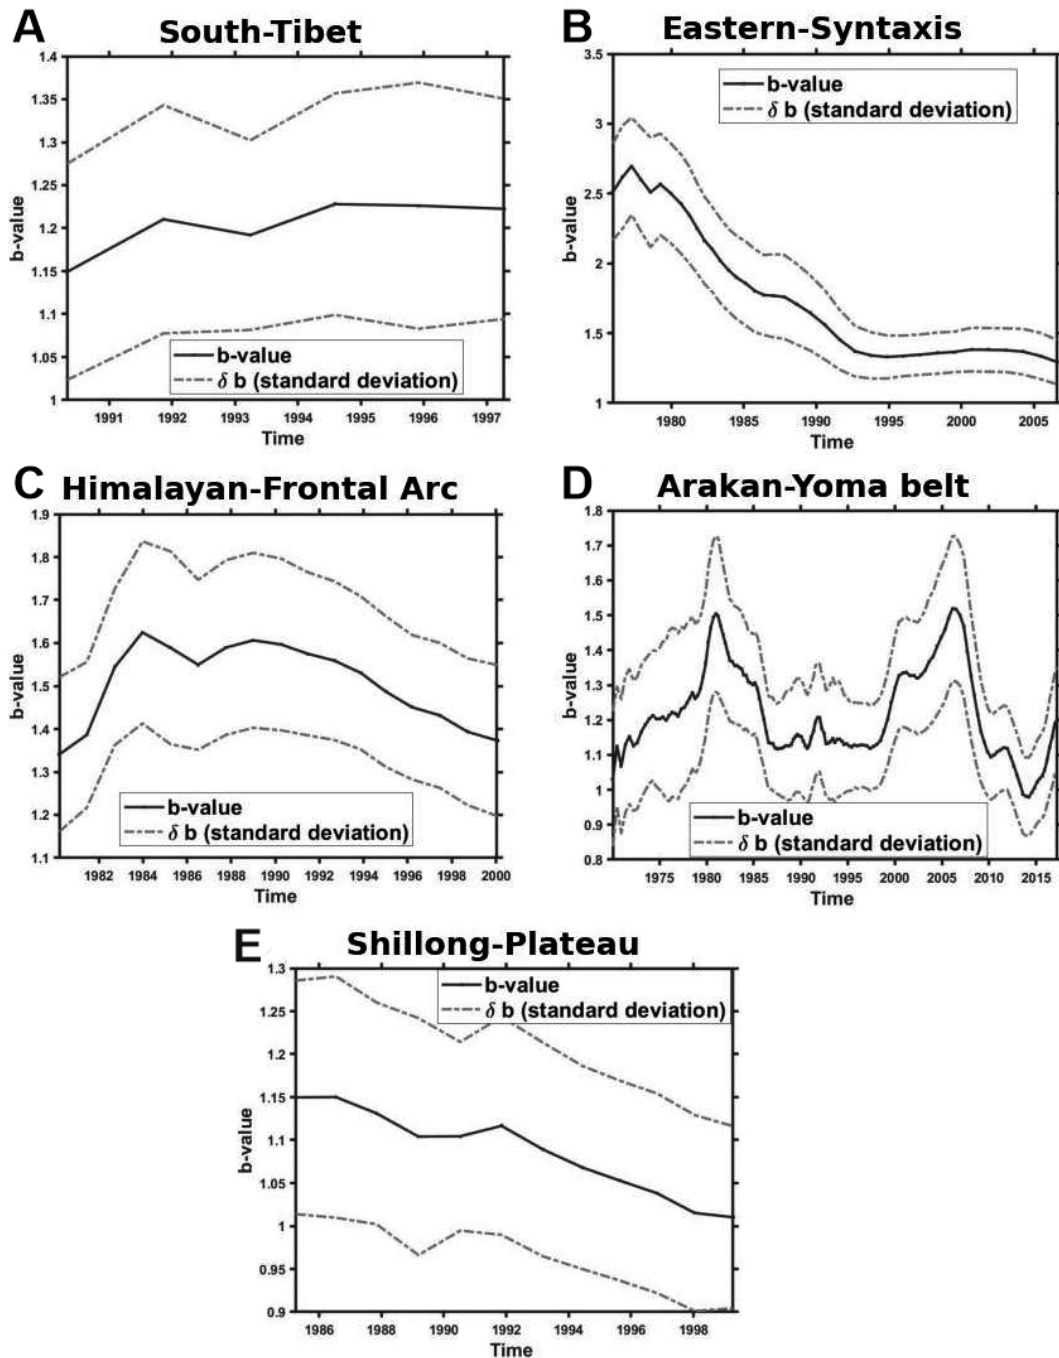 A South-Tibet
1.4
1.35
1.3
1.25
1.2
1.15
1.1
1.05
1
b-value
b-value
δ b (standard deviation)
1991 1992 1993 1994 1995 1996 1997
Time
B Eastern-Syntaxis
3.5
3
2.5
2
1.5
1
b-value
b-value
δ b (standard deviation)
1980 1985 1990 1995 2000 2005
Time
C Himalayan-Frontal Arc
1.9
1.8
1.7
1.6
1.5
1.4
1.3
1.2
1.1
b-value
b-value
δ b (standard deviation)
1982 1984 1986 1988 1990 1992 1994 1996 1998 2000
Time
D Arakan-Yoma belt
1.8
1.7
1.6
1.5
1.4
1.3
1.2
1.1
1
0.9
0.8
b-value
b-value
δ b (standard deviation)
1975 1980 1985 1990 1995 2000 2005 2010 2015
Time
E Shillong-Plateau
1.3
1.25
1.2
1.15
1.1
1.05
1
0.95
0.9
b-value
b-value
δ b (standard deviation)
1986 1988 1990 1992 1994 1996 1998
Time